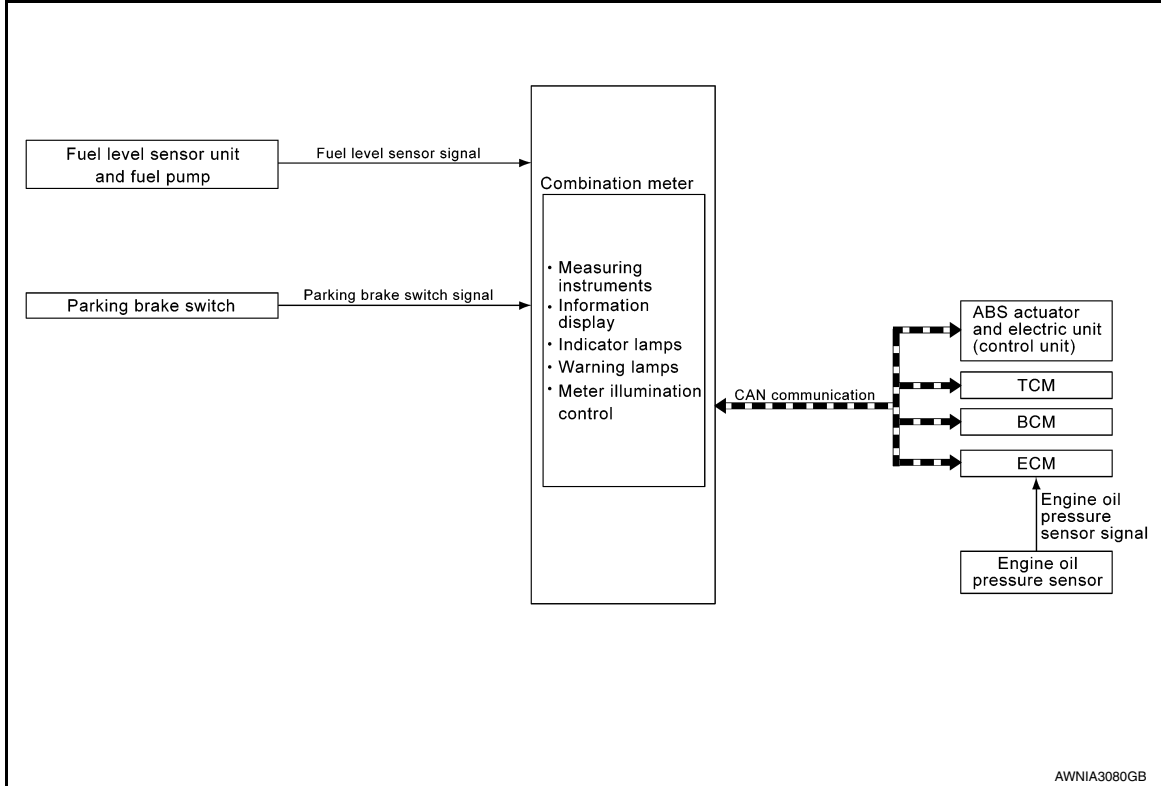 Fuel level sensor unit
and fuel pump
Fuel level sensor signal
Parking brake switch
Parking brake switch signal
Combination meter
• Measuring
instruments
• Information
display
• Indicator lamps
• Warning lamps
• Meter illumination
control
CAN communication
ABS actuator
and electric unit
(control unit)
TCM
BCM
ECM
Engine oil
pressure
sensor signal
Engine oil
pressure sensor
AWNIA3080GB